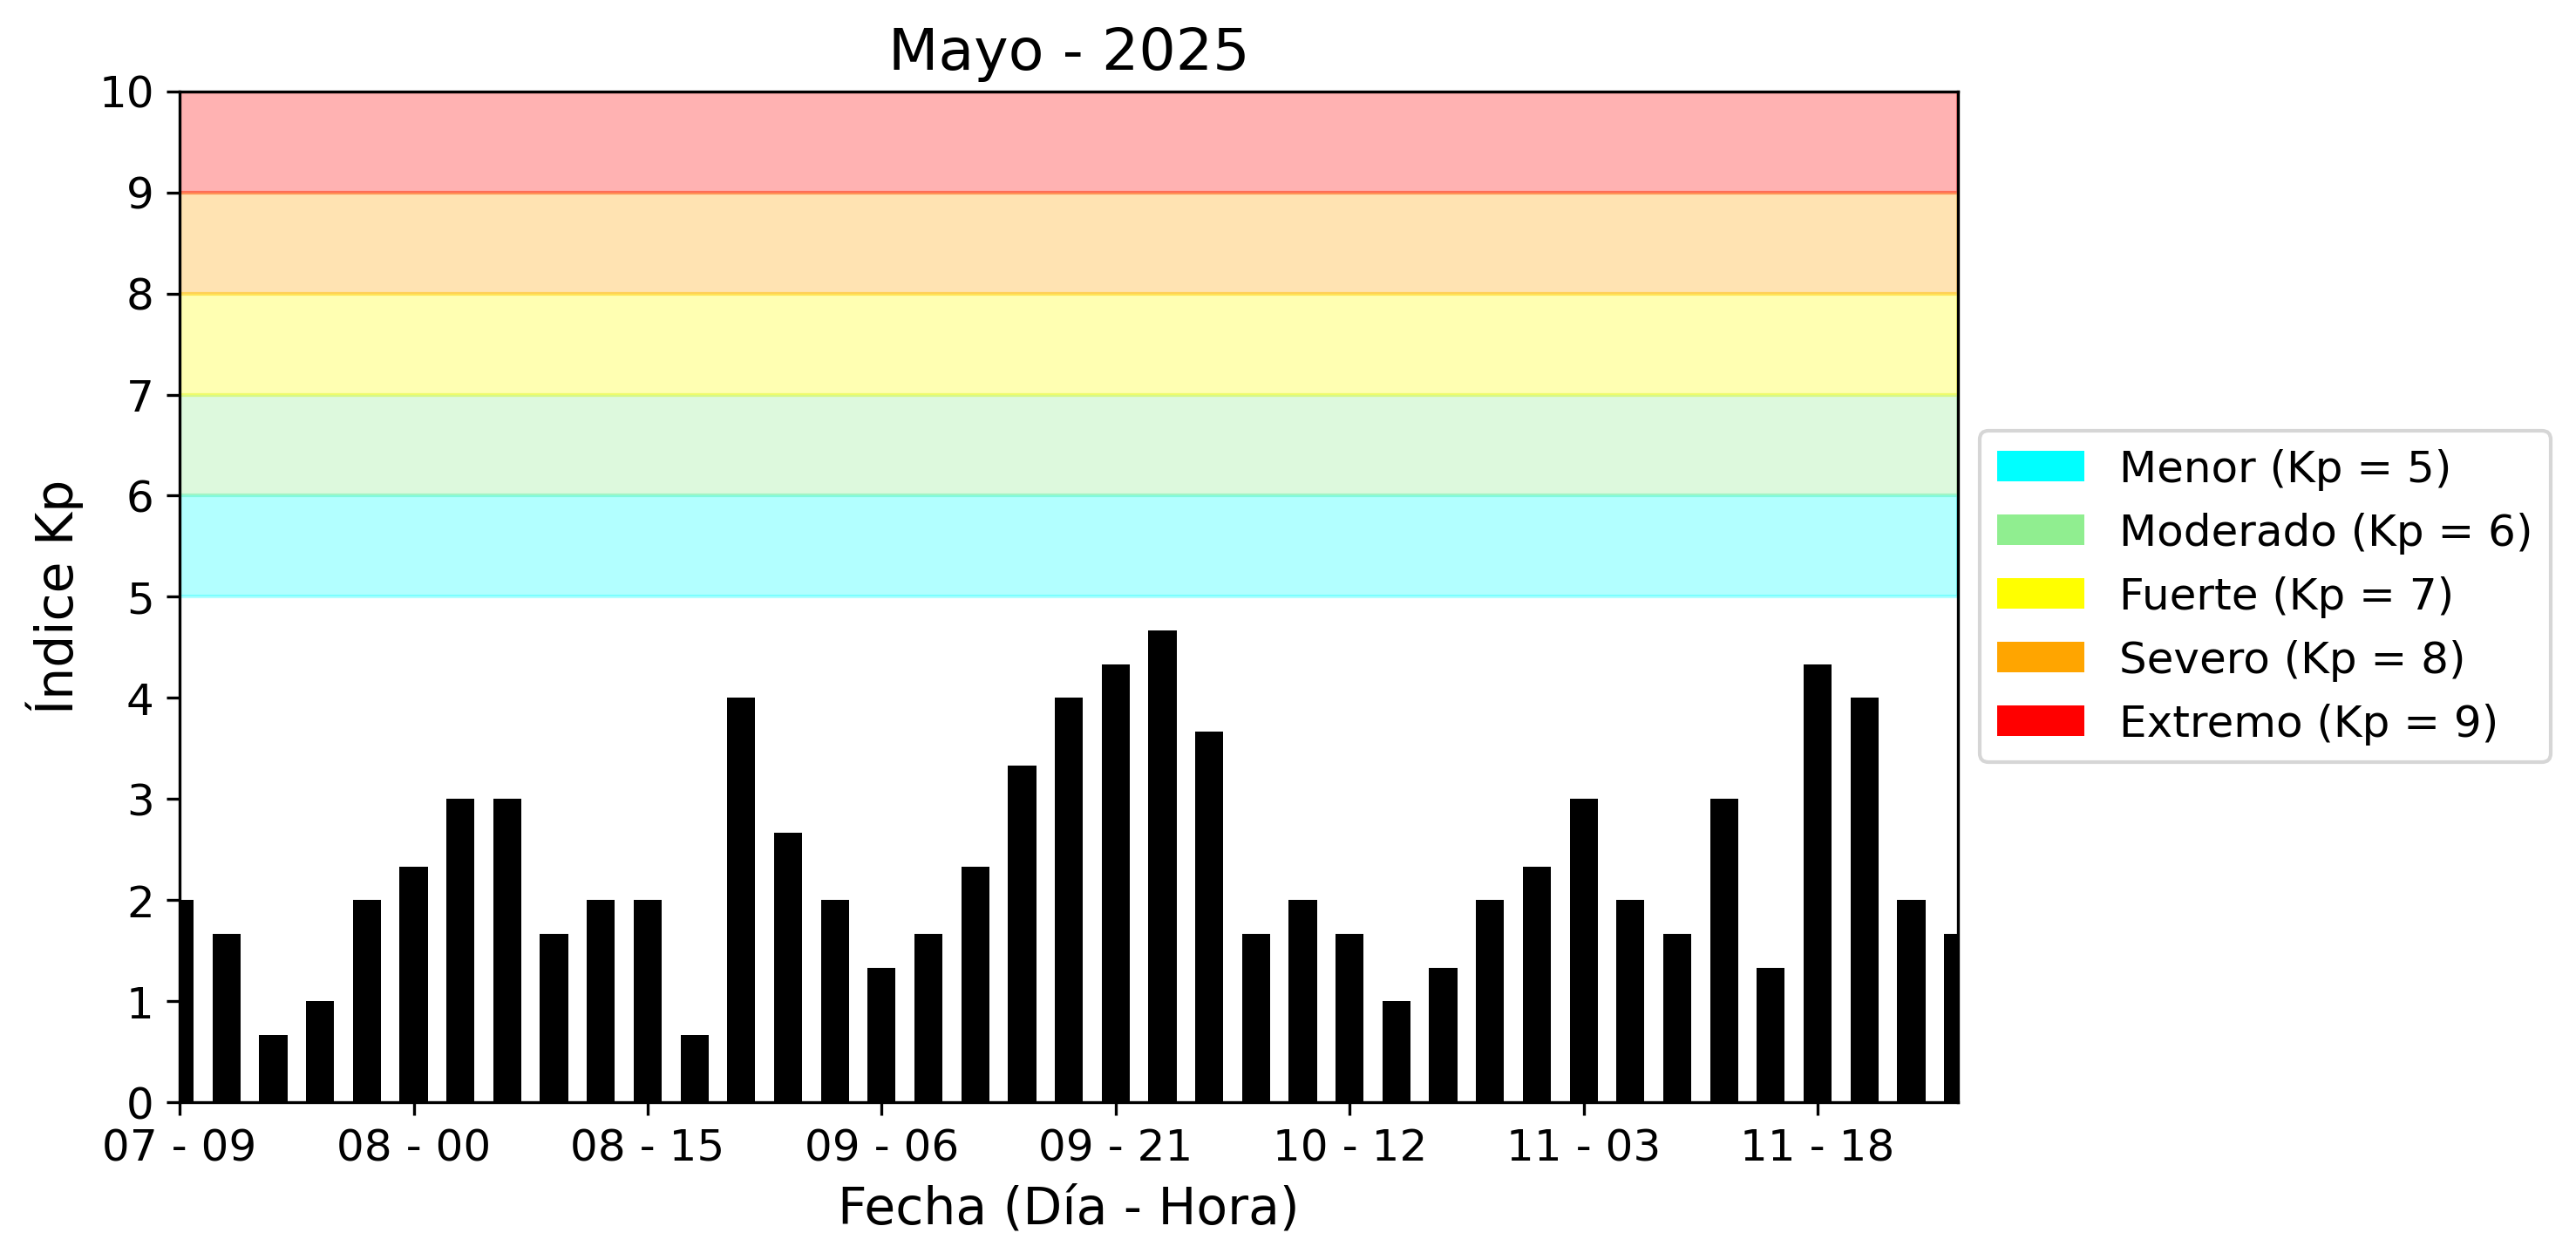 Mayo - 2025
10
9
8
7
6
5
4
3
2
1
0
Índice Kp
07 - 09
08 - 00
08 - 15
09 - 06
09 - 21
10 - 12
11 - 03
11 - 18
Fecha (Día - Hora)
Menor (Kp = 5)
Moderado (Kp = 6)
Fuerte (Kp = 7)
Severo (Kp = 8)
Extremo (Kp = 9)